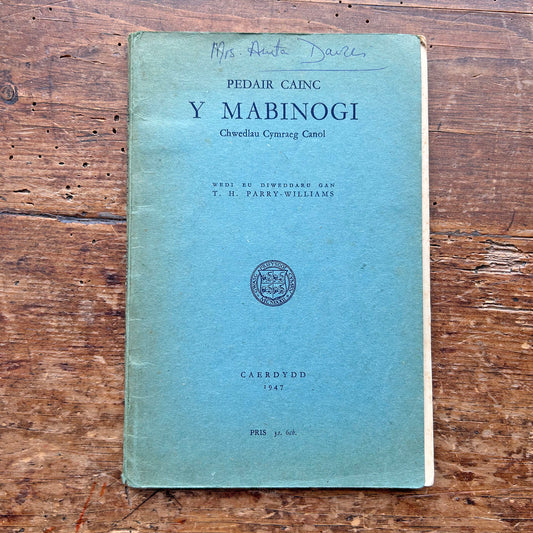 Mrs. Anita Davies
PEDAIR CAINC
Y MABINOGI
Chwedlau Cymraeg Canol
WEDI EU DIWEDDARU GAN
T. H. PARRY-WILLIAMS
CAERDYDD
1947
PRIS 3s. 6ch.